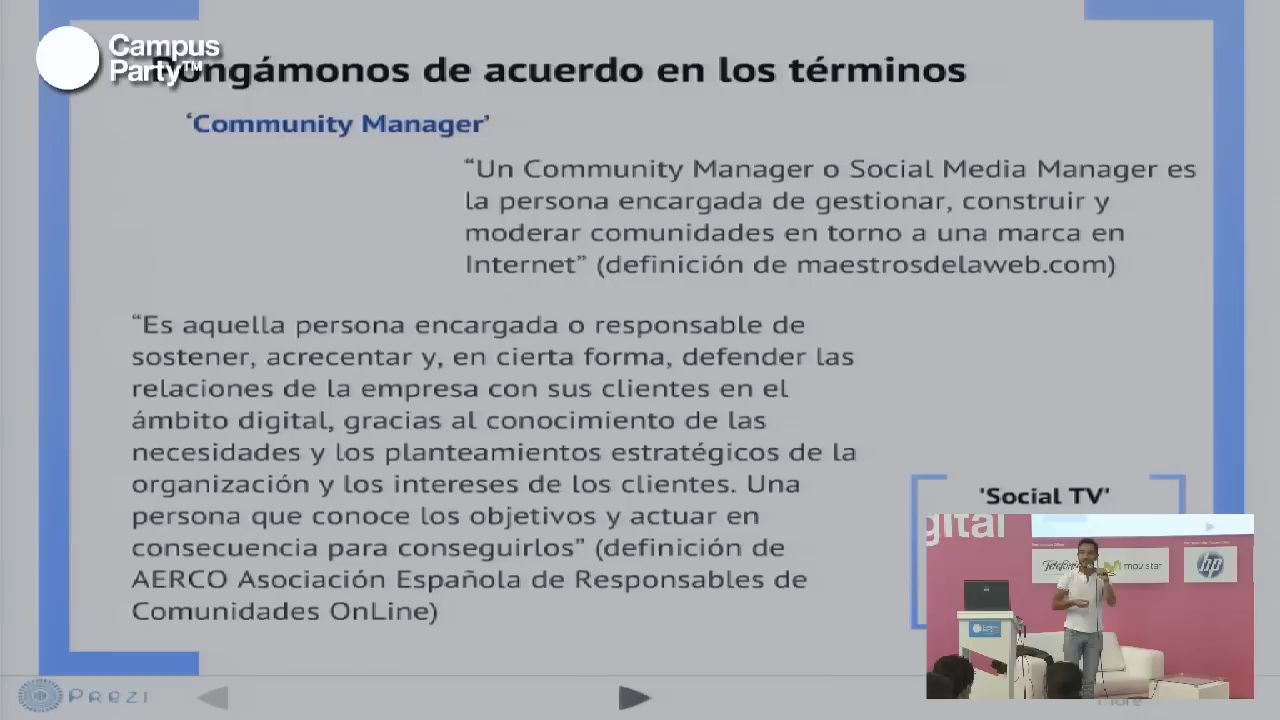 Campus
Party™
Pongámonos de acuerdo en los términos
‘Community Manager’
“Un Community Manager o Social Media Manager es
la persona encargada de gestionar, construir y
moderar comunidades en torno a una marca en
Internet” (definición de maestrosdelaweb.com)
“Es aquella persona encargada o responsable de
sostener, acrecentar y, en cierta forma, defender las
relaciones de la empresa con sus clientes en el
ámbito digital, gracias al conocimiento de las
necesidades y los planteamientos estratégicos de la
organización y los intereses de los clientes. Una
persona que conoce los objetivos y actuar en
consecuencia para conseguirlos” (definición de
AERCO Asociación Española de Responsables de
Comunidades OnLine)
'Social TV'
gital
movistar
hp
Campus
Prezi
More